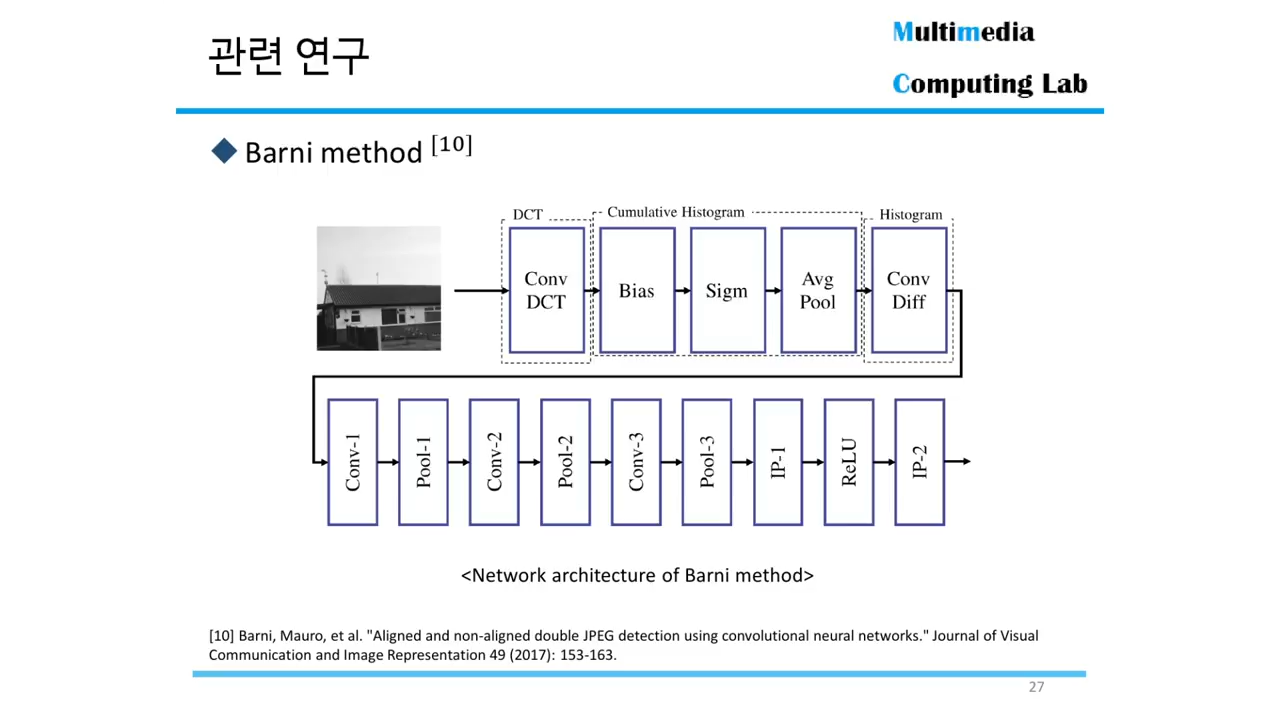 관련 연구
Multimedia
Computing Lab
Barni method [10]
DCT
Cumulative Histogram
Histogram
Conv
DCT
Bias
Sigm
Avg
Pool
Conv
Diff
Conv-1
Pool-1
Conv-2
Pool-2
Conv-3
Pool-3
IP-1
ReLU
IP-2
<Network architecture of Barni method>
[10] Barni, Mauro, et al. "Aligned and non-aligned double JPEG detection using convolutional neural networks." Journal of Visual
Communication and Image Representation 49 (2017): 153-163.
27